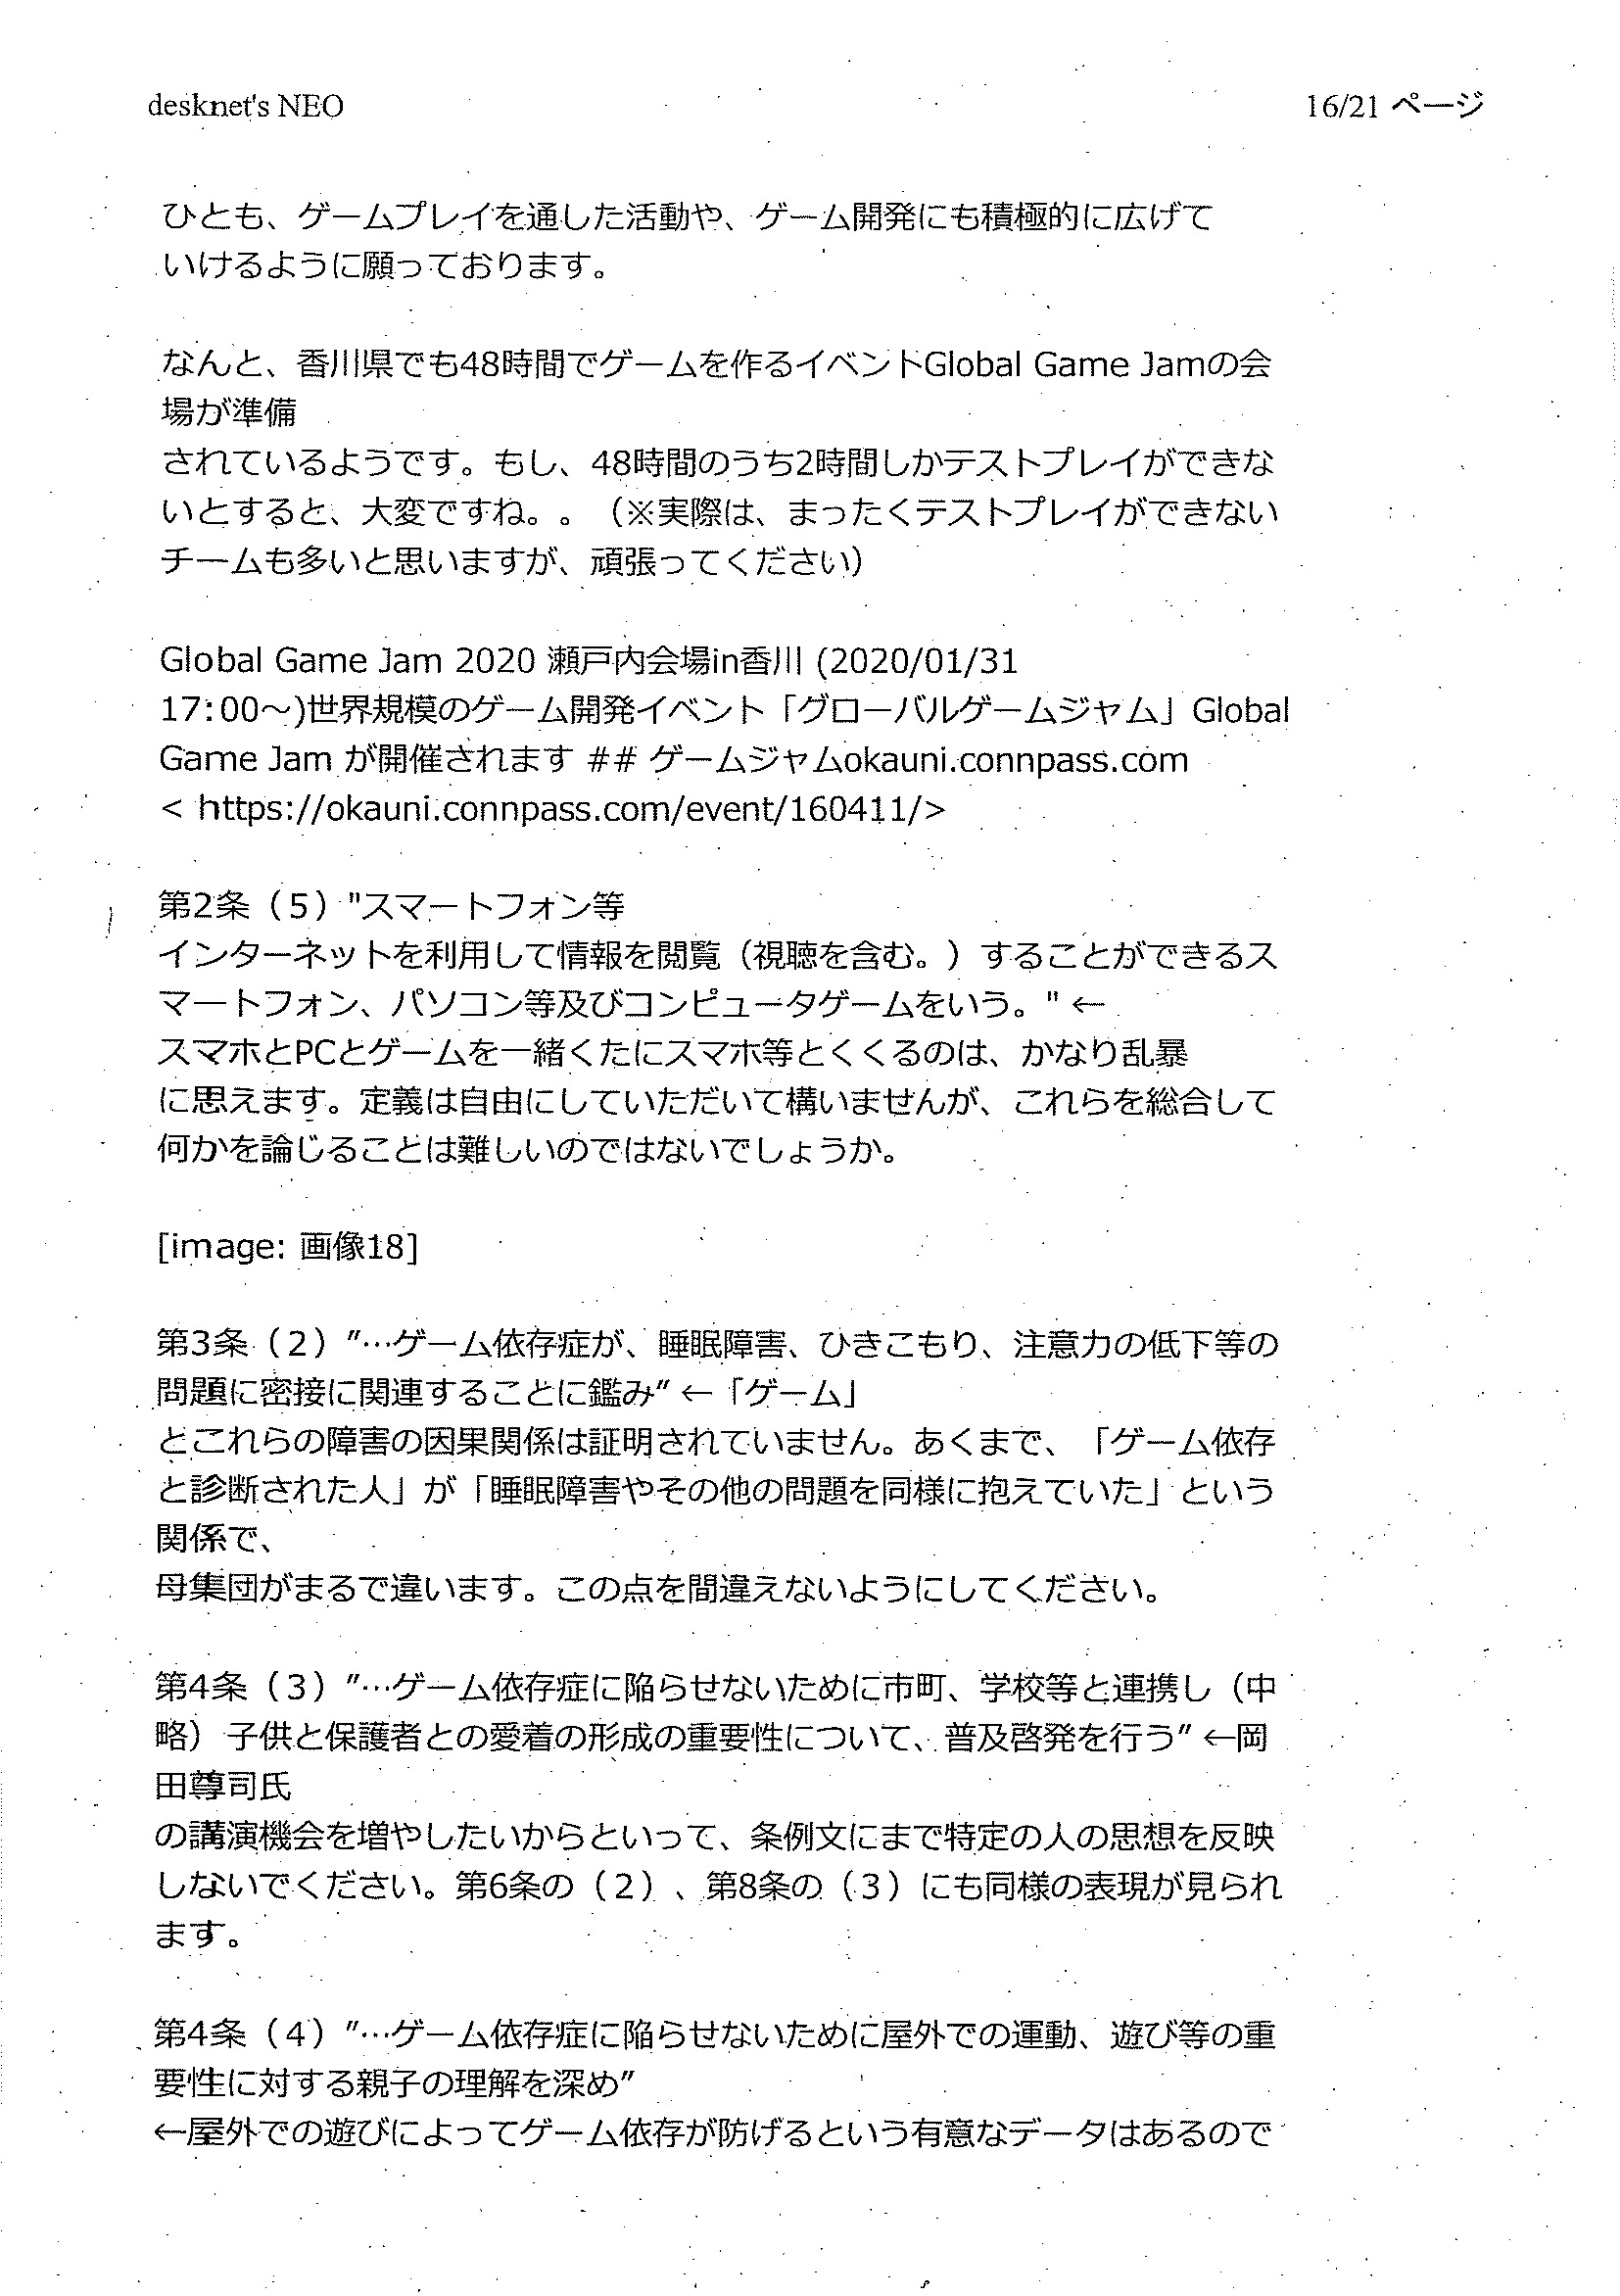 desknet's NEO
16/21 ページ
ひとも、ゲームプレイを通した活動や、ゲーム開発にも積極的に広げて
いけるように願っております。
なんと、香川県でも48時間でゲームを作るイベントGlobal Game Jamの会
場が準備
されているようです。もし、48時間のうち2時間しかテストプレイができな
いとすると、大変ですね。。（※実際は、まったくテストプレイができない
チームも多いと思いますが、頑張ってください）
Global Game Jam 2020 瀬戸内会場in香川 (2020/01/31
17:00～)世界規模のゲーム開発イベント「グローバルゲームジャム」Global
Game Jam が開催されます ## ゲームジャムokauni.connpass.com
< https://okauni.connpass.com/event/160411/>
第2条（5）"スマートフォン等
インターネットを利用して情報を閲覧（視聴を含む。）することができるス
マートフォン、パソコン等及びコンピュータゲームをいう。" ←
スマホとPCとゲームを一緒くたにスマホ等とくくるのは、かなり乱暴
に思えます。定義は自由にしていただいて構いませんが、これらを総合して
何かを論じることは難しいのではないでしょうか。
[image: 画像18]
第3条（2）"…ゲーム依存症が、睡眠障害、ひきこもり、注意力の低下等の
問題に密接に関連することに鑑み" ←「ゲーム」
とこれらの障害の因果関係は証明されていません。あくまで、「ゲーム依存
と診断された人」が「睡眠障害やその他の問題を同様に抱えていた」という
関係で、
母集団がまるで違います。この点を間違えないようにしてください。
第4条（3）"…ゲーム依存症に陥らせないために市町、学校等と連携し（中
略）子供と保護者との愛着の形成の重要性について、普及啓発を行う" ←岡
田尊司氏
の講演機会を増やしたいからといって、条例文にまで特定の人の思想を反映
しないでください。第6条の（2）、第8条の（3）にも同様の表現が見られ
ます。
第4条（4）"…ゲーム依存症に陥らせないために屋外での運動、遊び等の重
要性に対する親子の理解を深め"
←屋外での遊びによってゲーム依存が防げるという有意なデータはあるので